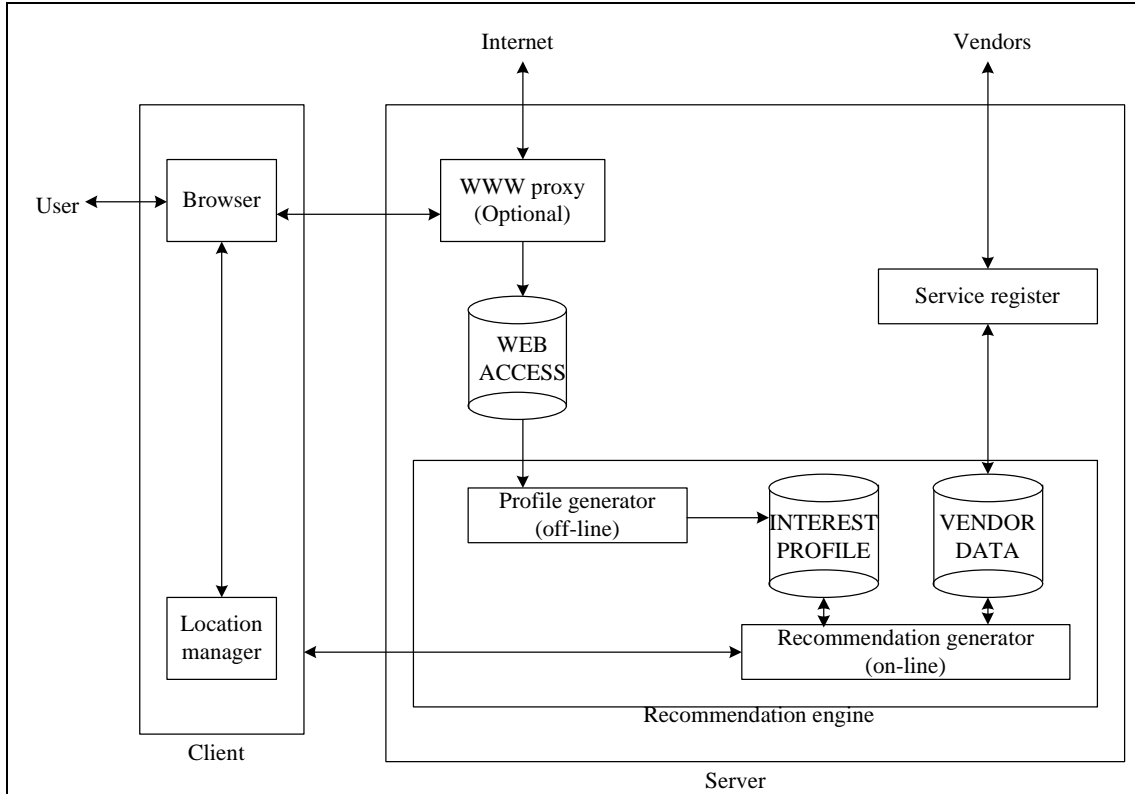 Internet
Vendors
User
Browser
WWW proxy
(Optional)
Service register
WEB
ACCESS
Profile generator
(off-line)
INTEREST
PROFILE
VENDOR
DATA
Location
manager
Recommendation generator
(on-line)
Recommendation engine
Client
Server